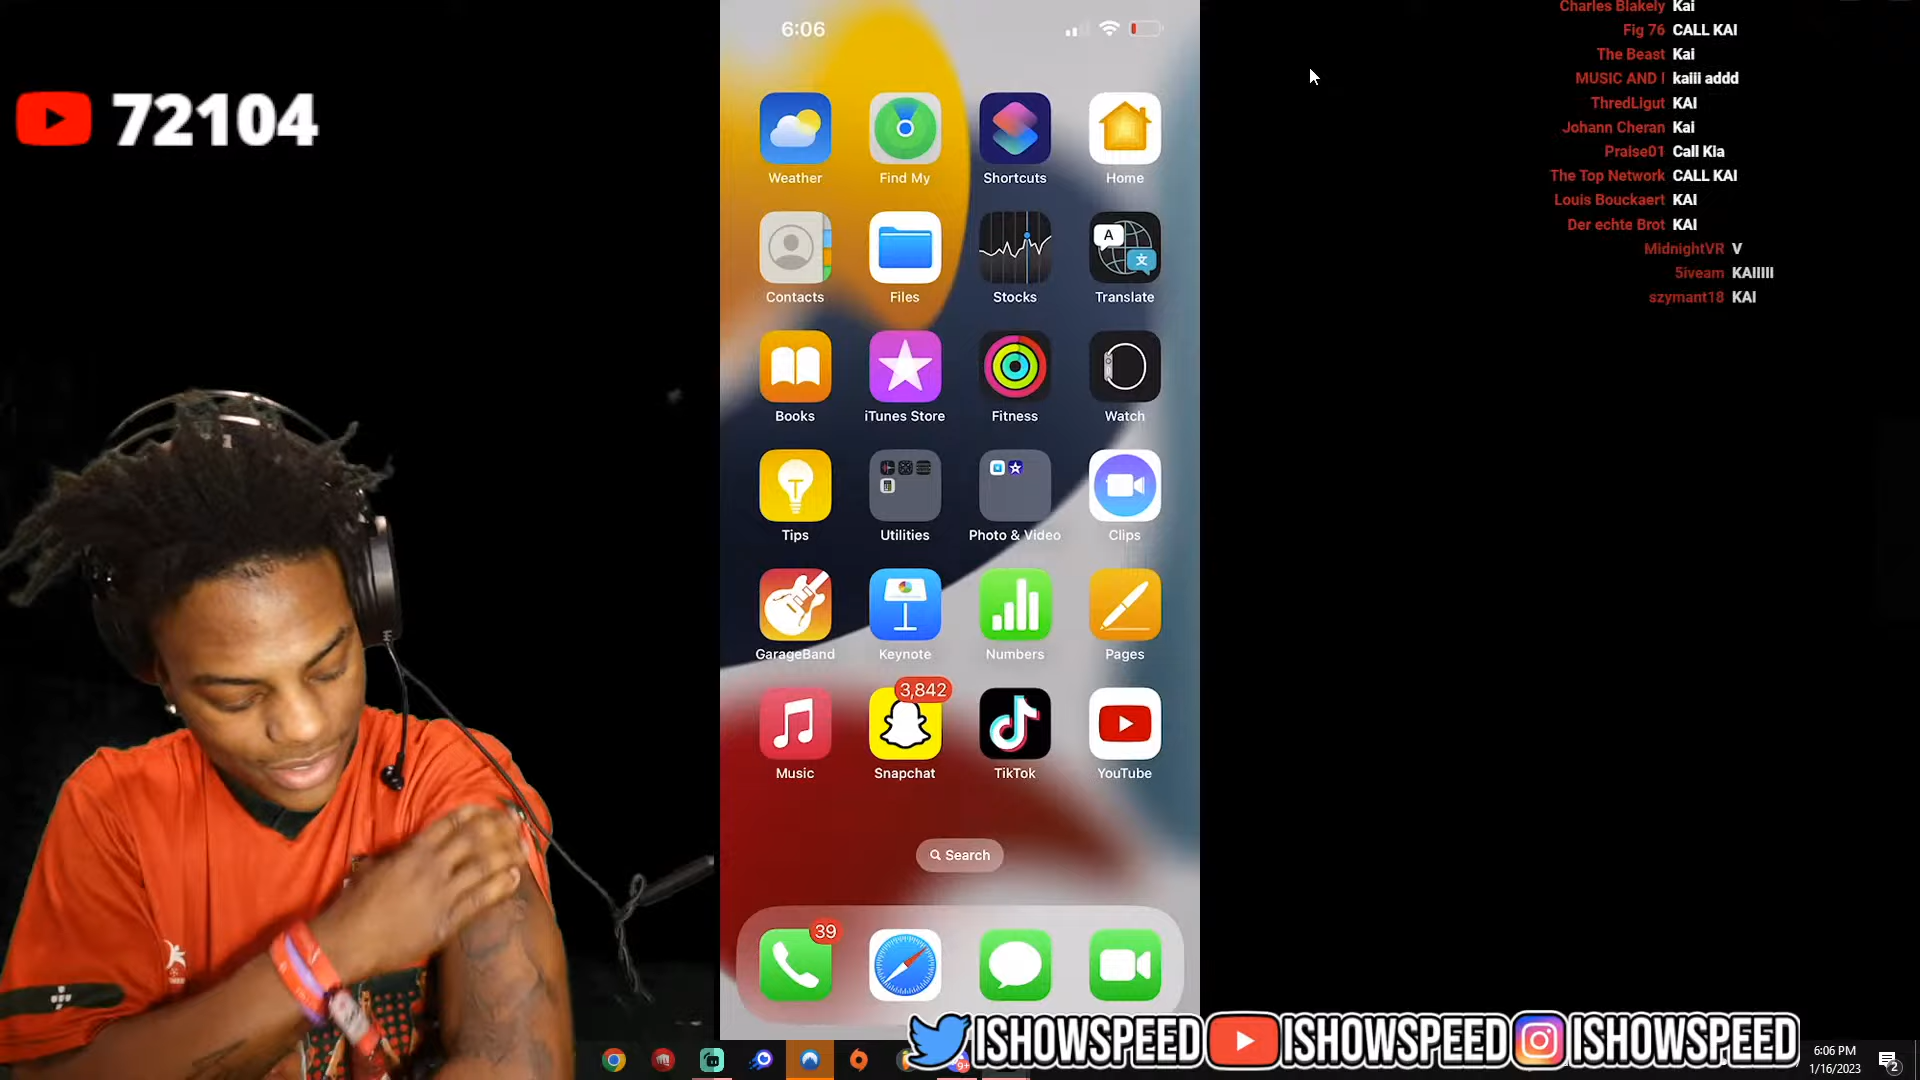 6:06
72104
Weather
Find My
Shortcuts
Home
Contacts
Files
Stocks
A
文
Translate
Books
iTunes Store
Fitness
Watch
Tips
Utilities
Photo & Video
Clips
GarageBand
Keynote
Numbers
Pages
3,842
Music
Snapchat
TikTok
YouTube
Search
39
Charles Blakely Kai
Fig 76 CALL KAI
The Beast Kai
MUSIC AND I kaiii addd
ThredLigut KAI
Johann Cheran Kai
Praise01 Call Kia
The Top Network CALL KAI
Louis Bouckaert KAI
Der echte Brot KAI
MidnightVR V
5iveam KAIIIII
szymant18 KAI
ISHOWSPEED ISHOWSPEED ISHOWSPEED
9+
6:06 PM
1/16/2023
2